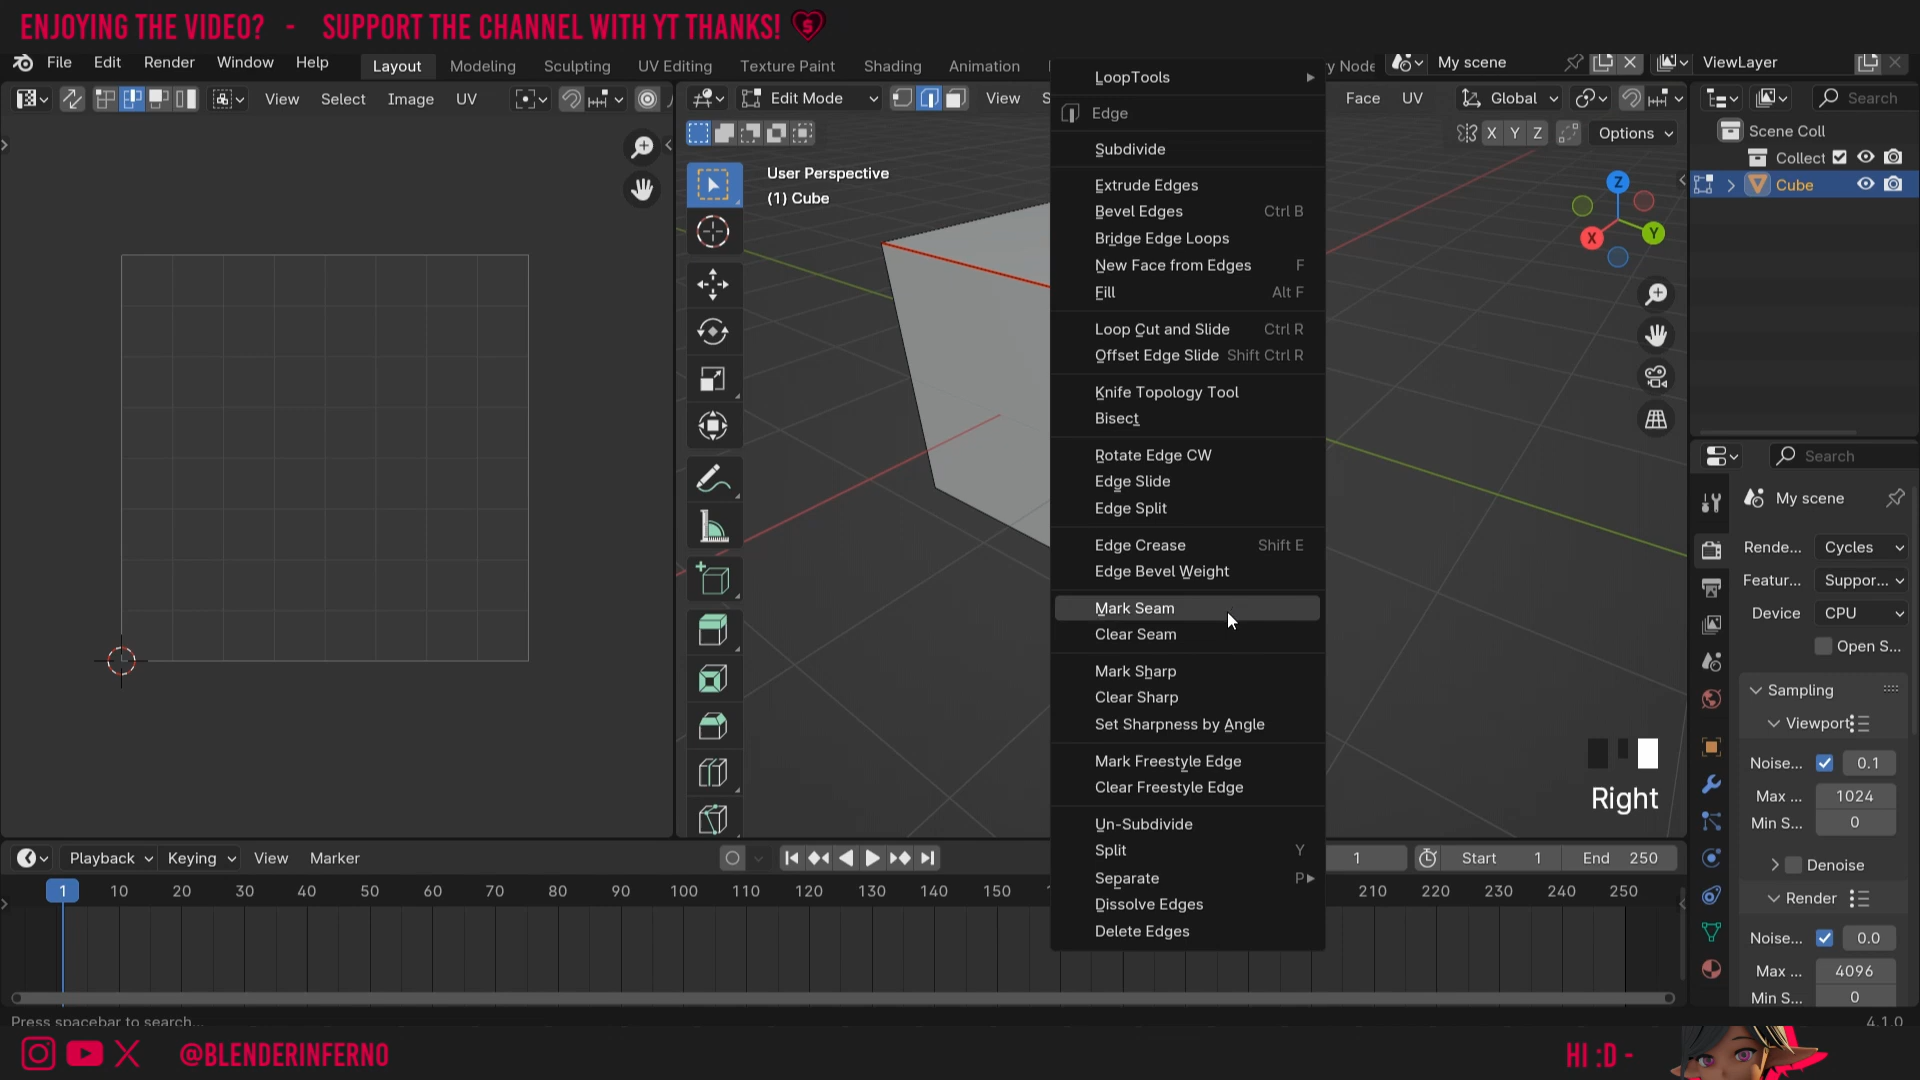 ENJOYING THE VIDEO? - SUPPORT THE CHANNEL WITH YT THANKS!
File Edit Render Window Help Layout Modeling Sculpting UV Editing Texture Paint Shading Animation y Node My scene ViewLayer
View Select Image UV Edit Mode View S Face UV Global Search
X Y Z Options
User Perspective
(1) Cube
LoopTools
Edge
Subdivide
Extrude Edges
Bevel Edges Ctrl B
Bridge Edge Loops
New Face from Edges F
Fill Alt F
Loop Cut and Slide Ctrl R
Offset Edge Slide Shift Ctrl R
Knife Topology Tool
Bisect
Rotate Edge CW
Edge Slide
Edge Split
Edge Crease Shift E
Edge Bevel Weight
Mark Seam
Clear Seam
Mark Sharp
Clear Sharp
Set Sharpness by Angle
Mark Freestyle Edge
Clear Freestyle Edge
Un-Subdivide
Split Y
Separate P
Dissolve Edges
Delete Edges
Z
Y
X
Right
Scene Coll
Collect
Cube
Search
My scene
Rende... Cycles
Featur... Suppor...
Device CPU
Open S...
Sampling
Viewport
Noise... 0.1
Max ... 1024
Min S... 0
Denoise
Render
Noise... 0.0
Max ... 4096
Min S... 0
Playback Keying View Marker 1 Start 1 End 250
1 10 20 30 40 50 60 70 80 90 100 110 120 130 140 150 210 220 230 240 250
Press spacebar to search...
4.1.0
@BLENDERINFERNO
HI :D -